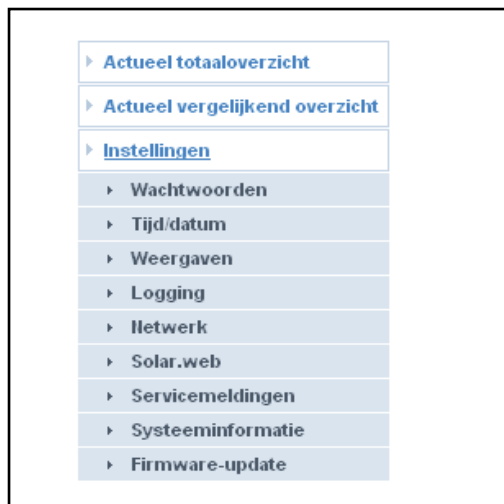 Actueel totaaloverzicht
Actueel vergelijkend overzicht
Instellingen
Wachtwoorden
Tijd/datum
Weergaven
Logging
Netwerk
Solar.web
Servicemeldingen
Systeeminformatie
Firmware-update